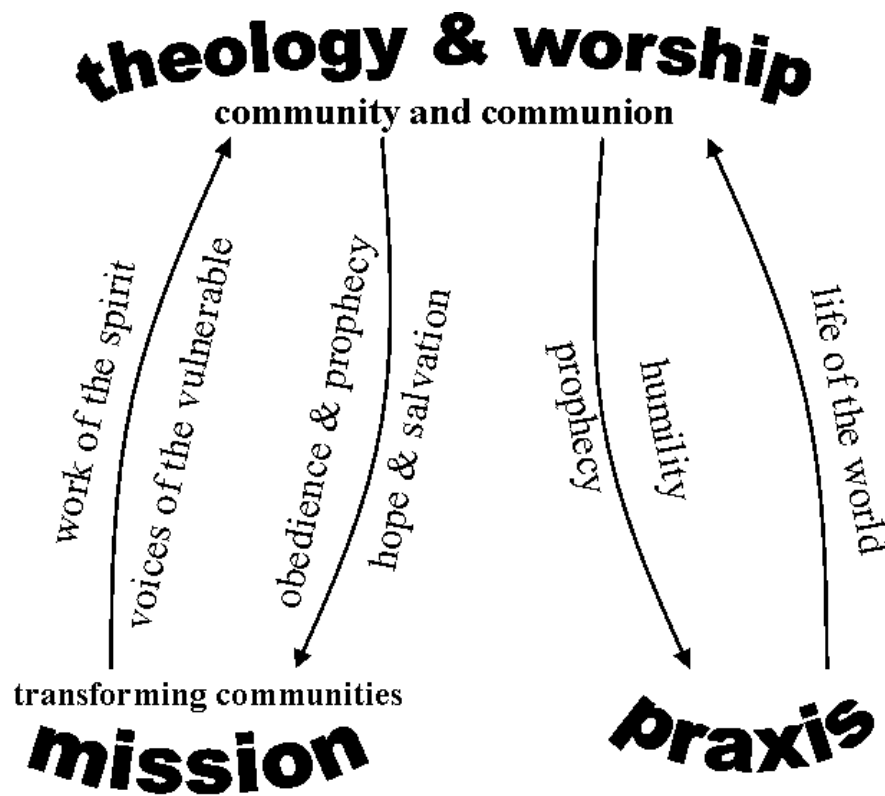 theology & worship
community and communion
work of the spirit
voices of the vulnerable
obedience & prophecy
hope & salvation
prophecy
humility
life of the world
transforming communities
mission
praxis